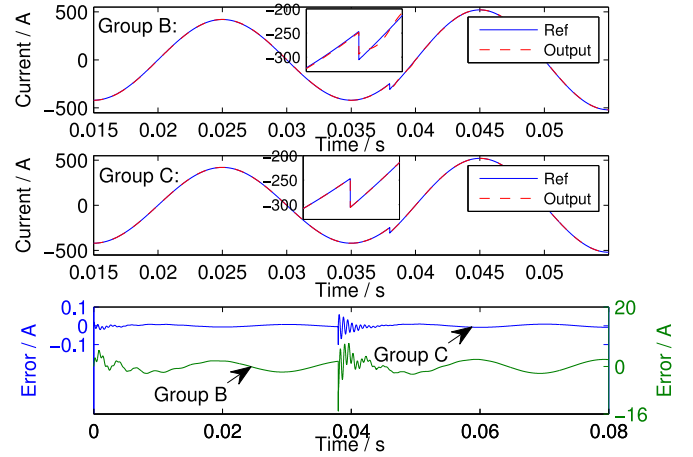 Group B:
Current / A
500
0
−500
-200
-250
-300
Ref
Output
0.015 0.02 0.025 0.03 0.035 0.04 0.045 0.05
Time / s
Group C:
Current / A
500
0
−500
-200
-250
-300
Ref
Output
0.015 0.02 0.025 0.03 0.035 0.04 0.045 0.05
Time / s
Error / A
0.1
0
-0.1
Group B
Group C
20
0
-16
Error / A
0 0.02 0.04 0.06 0.08
Time / s